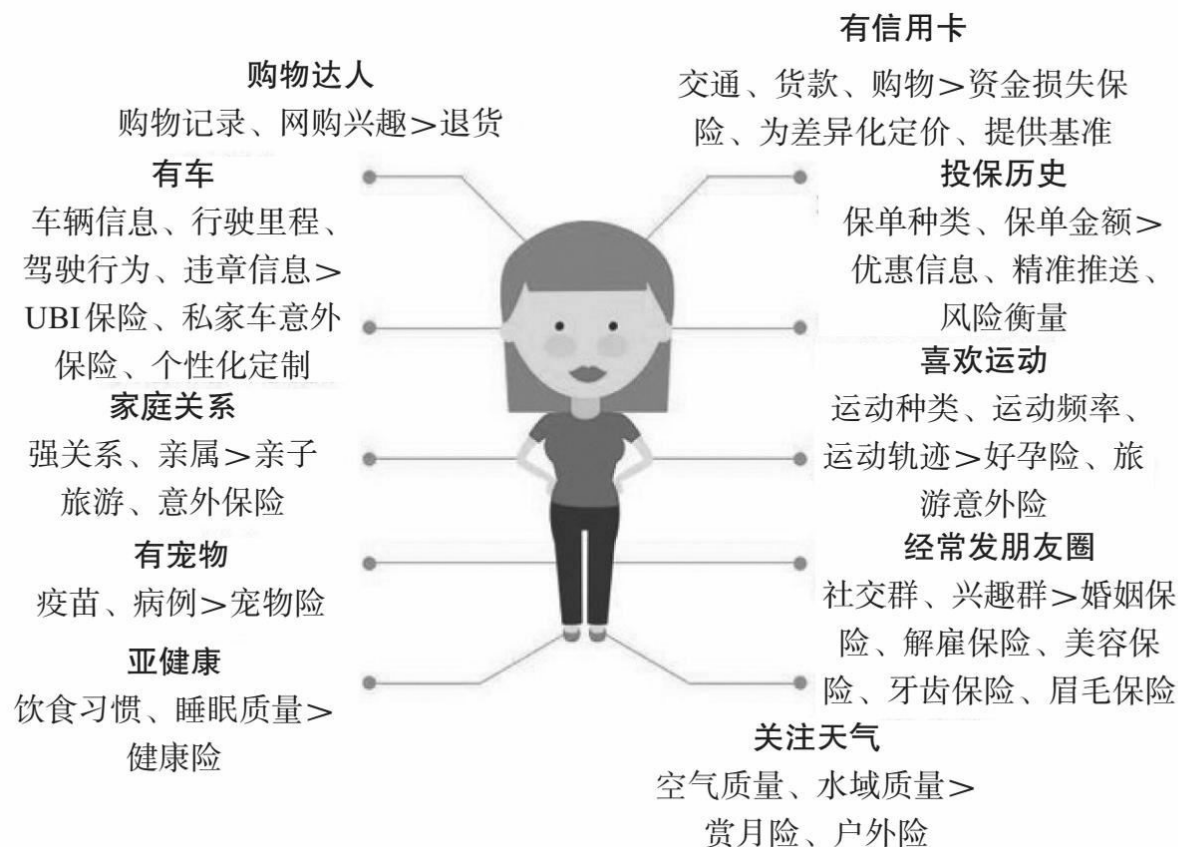 购物达人
购物记录、网购兴趣>退货
有车
车辆信息、行驶里程、
驾驶行为、违章信息>
UBI保险、私家车意外
保险、个性化定制
家庭关系
强关系、亲属>亲子
旅游、意外保险
有宠物
疫苗、病例>宠物险
亚健康
饮食习惯、睡眠质量>
健康险
有信用卡
交通、货款、购物>资金损失保
险、为差异化定价、提供基准
投保历史
保单种类、保单金额>
优惠信息、精准推送、
风险衡量
喜欢运动
运动种类、运动频率、
运动轨迹>好孕险、旅
游意外险
经常发朋友圈
社交群、兴趣群>婚姻保
险、解雇保险、美容保
险、牙齿保险、眉毛保险
关注天气
空气质量、水域质量>
赏月险、户外险